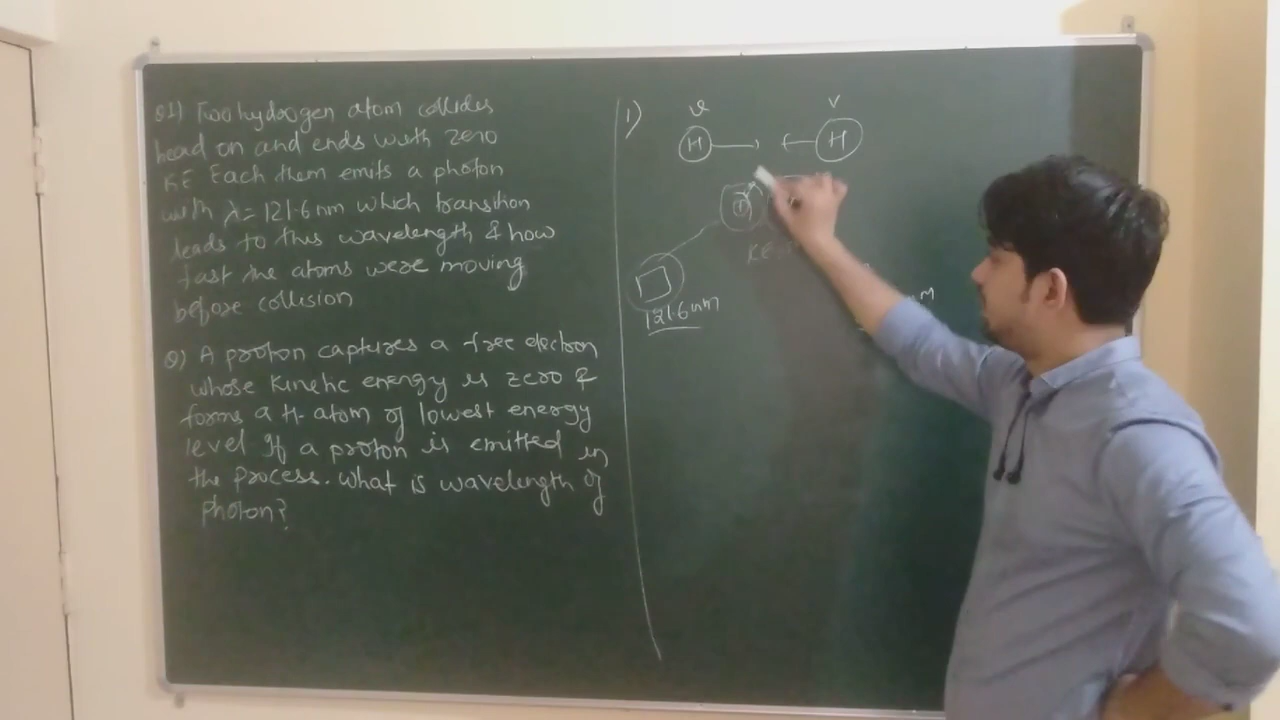 Q1) Two hydrogen atom collides
head on and ends with zero
KE Each them emits a photon
with λ= 121.6 nm which transition
leads to this wavelength & how
fast the atoms were moving
before collision
Q) A proton captures a free electron
whose Kinetic energy is zero &
forms a H- atom of lowest energy
level If a proton is emitted in
the process. What is wavelength of
photon?
1)
v v
H H
KE
121.6 nm
nm